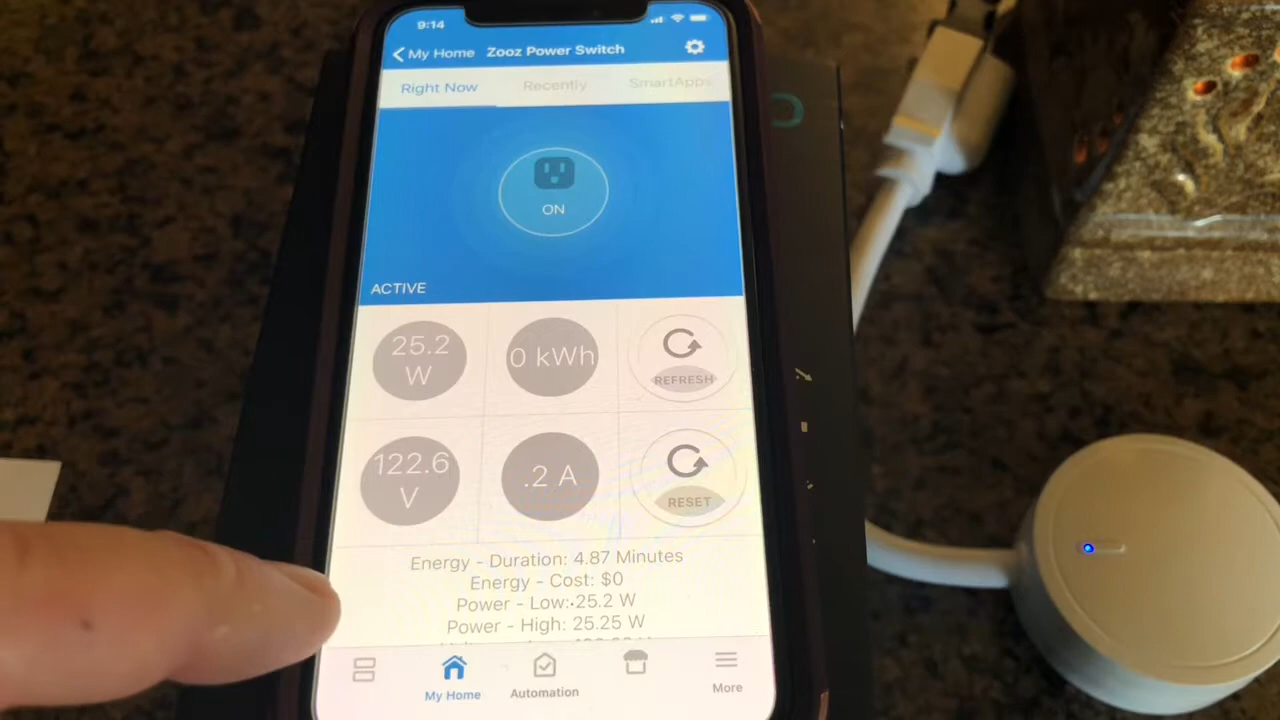 9:14
My Home Zooz Power Switch
Right Now Recently SmartApps
ON
ACTIVE
25.2 W
0 kWh
REFRESH
122.6 V
.2 A
RESET
Energy - Duration: 4.87 Minutes
Energy - Cost: $0
Power - Low: 25.2 W
Power - High: 25.25 W
My Home Automation More